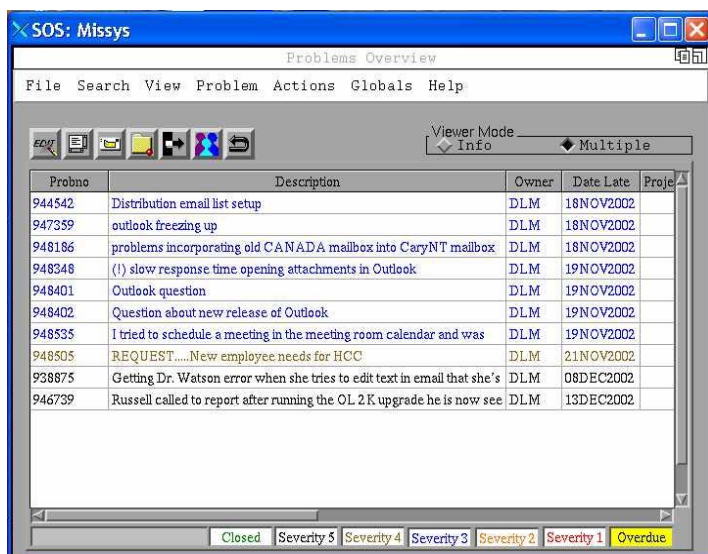 SOS: Missys
Problems Overview
File Search View Problem Actions Globals Help
EDIT
Viewer Mode
Info Multiple
Probno Description Owner Date Late Proje
944542 Distribution email list setup DLM 18NOV2002
947359 outlook freezing up DLM 18NOV2002
948186 problems incorporating old CANADA mailbox into CaryNT mailbox DLM 18NOV2002
948348 (!) slow response time opening attachments in Outlook DLM 19NOV2002
948401 Outlook question DLM 19NOV2002
948402 Question about new release of Outlook DLM 19NOV2002
948535 I tried to schedule a meeting in the meeting room calendar and was DLM 19NOV2002
948505 REQUEST.....New employee needs for HCC DLM 21NOV2002
938875 Getting Dr. Watson error when she tries to edit text in email that she's DLM 08DEC2002
946739 Russell called to report after running the OL 2K upgrade he is now see DLM 13DEC2002
Closed Severity 5 Severity 4 Severity 3 Severity 2 Severity 1 Overdue